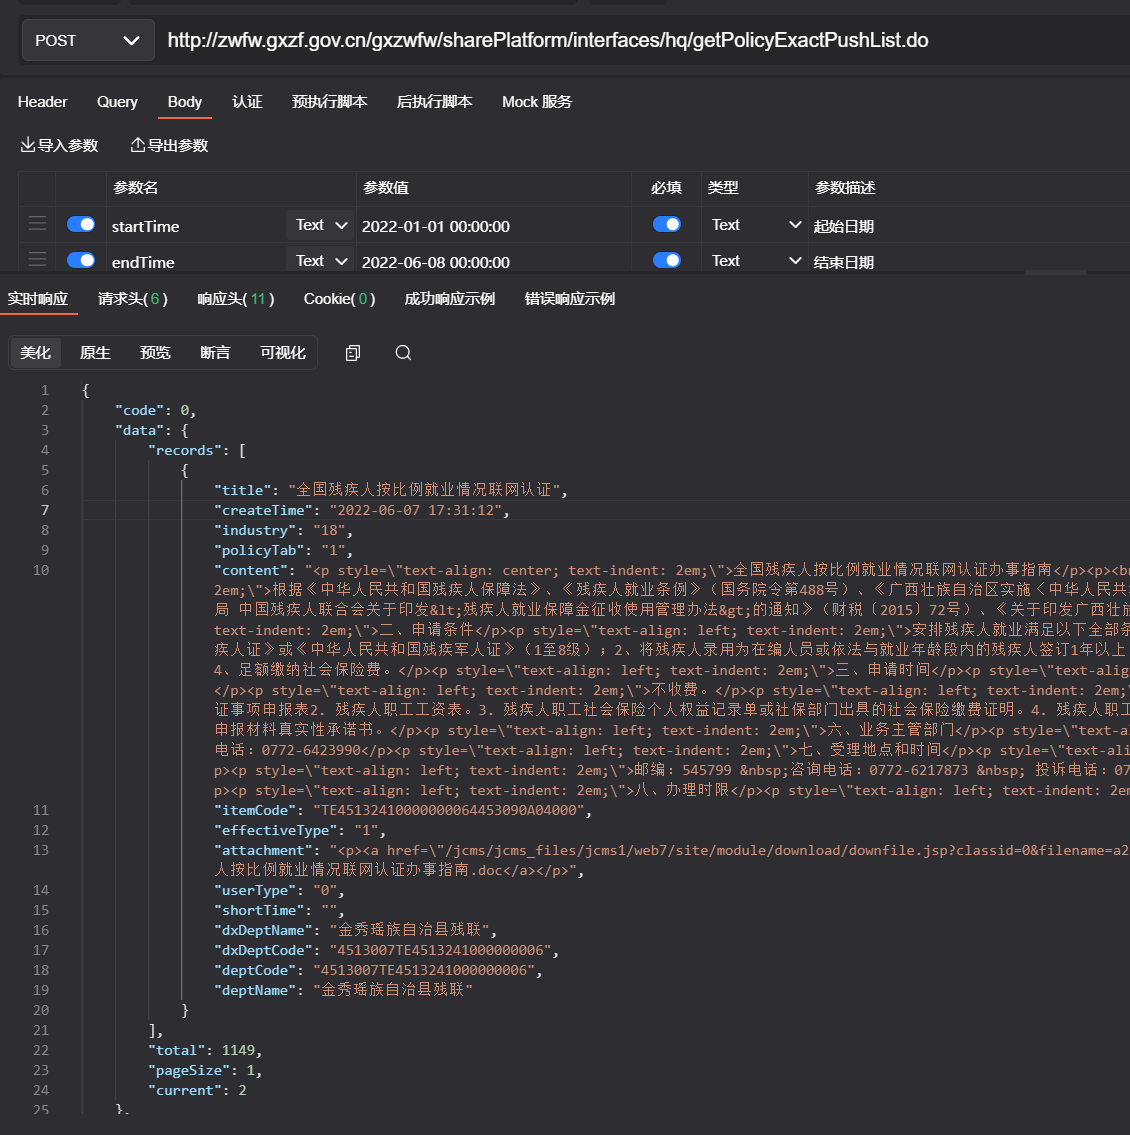 POST http://zwfw.gxzf.gov.cn/gxzwfw/sharePlatform/interfaces/hq/getPolicyExactPushList.do
Header Query Body 认证 预执行脚本 后执行脚本 Mock 服务
导入参数 导出参数
参数名 参数值 必填 类型 参数描述
startTime Text 2022-01-01 00:00:00 Text 起始日期
endTime Text 2022-06-08 00:00:00 Text 结束日期
实时响应 请求头(6) 响应头(11) Cookie(0) 成功响应示例 错误响应示例
美化 原生 预览 断言 可视化
1 {
2 "code": 0,
3 "data": {
4 "records": [
5 {
6 "title": "全国残疾人按比例就业情况联网认证",
7 "createTime": "2022-06-07 17:31:12",
8 "industry": "18",
9 "policyTab": "1",
10 "content": "<p style=\"text-align: center; text-indent: 2em;\">全国残疾人按比例就业情况联网认证办事指南</p><p><b
2em;\">根据《中华人民共和国残疾人保障法》、《残疾人就业条例》（国务院令第488号）、《广西壮族自治区实施〈中华人民共
局 中国残疾人联合会关于印发&lt;残疾人就业保障金征收使用管理办法&gt;的通知》（财税〔2015〕72号）、《关于印发广西壮族
text-indent: 2em;\">二、申请条件</p><p style=\"text-align: left; text-indent: 2em;\">安排残疾人就业满足以下全部条
疾人证》或《中华人民共和国残疾军人证》（1至8级）；2、将残疾人录用为在编人员或依法与就业年龄段内的残疾人签订1年以上
4、足额缴纳社会保险费。</p><p style=\"text-align: left; text-indent: 2em;\">三、申请时间</p><p style=\"text-align
</p><p style=\"text-align: left; text-indent: 2em;\">不收费。</p><p style=\"text-align: left; text-indent: 2em;\
证事项申报表2. 残疾人职工工资表。3. 残疾人职工社会保险个人权益记录单或社保部门出具的社会保险缴费证明。4. 残疾人职工
申报材料真实性承诺书。</p><p style=\"text-align: left; text-indent: 2em;\">六、业务主管部门</p><p style=\"text-a
电话：0772-6423990</p><p style=\"text-align: left; text-indent: 2em;\">七、受理地点和时间</p><p style=\"text-al
p><p style=\"text-align: left; text-indent: 2em;\">邮编：545799 &nbsp;咨询电话：0772-6217873 &nbsp; 投诉电话：07
p><p style=\"text-align: left; text-indent: 2em;\">八、办理时限</p><p style=\"text-align: left; text-indent: 2em
11 "itemCode": "TE45132410000000064453090A04000",
12 "effectiveType": "1",
13 "attachment": "<p><a href=\"/jcms/jcms_files/jcms1/web7/site/module/download/downfile.jsp?classid=0&filename=a2
人按比例就业情况联网认证办事指南.doc</a></p>",
14 "userType": "0",
15 "shortTime": "",
16 "dxDeptName": "金秀瑶族自治县残联",
17 "dxDeptCode": "4513007TE4513241000000006",
18 "deptCode": "4513007TE4513241000000006",
19 "deptName": "金秀瑶族自治县残联"
20 }
21 ],
22 "total": 1149,
23 "pageSize": 1,
24 "current": 2
25 },